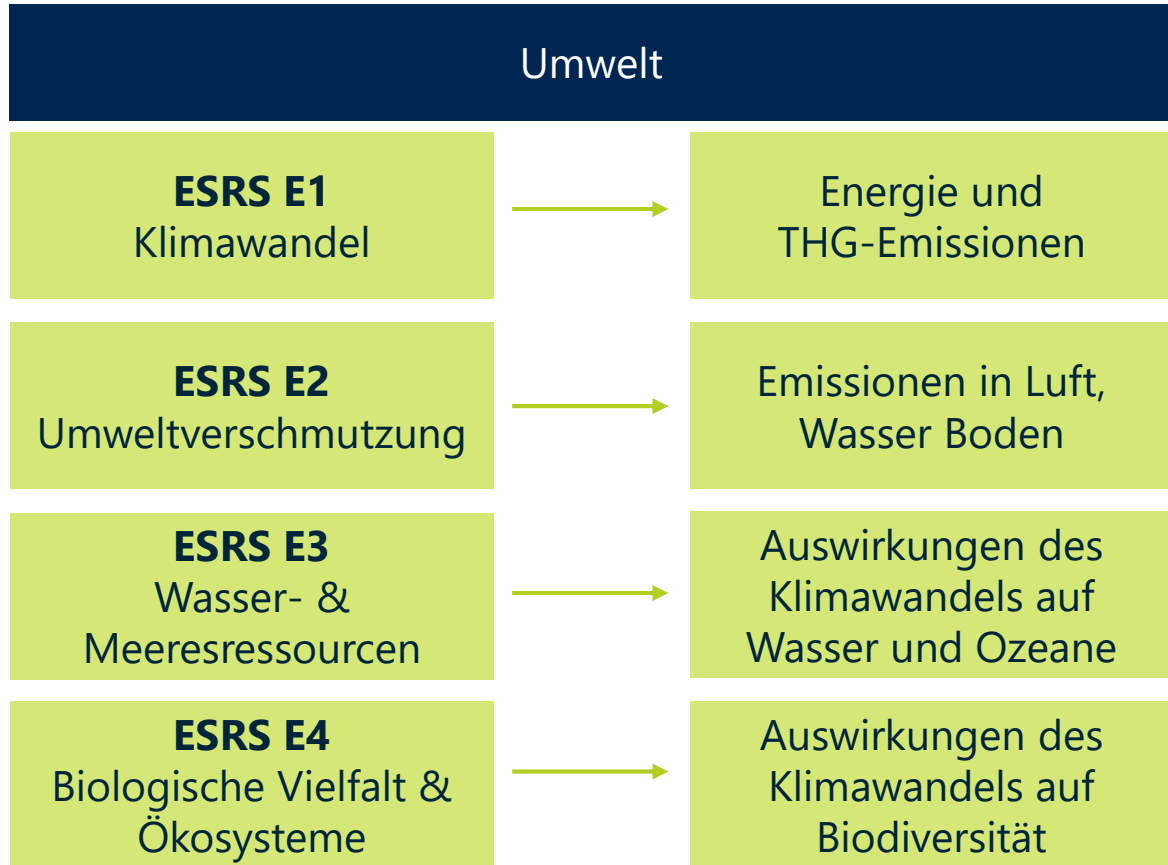 Umwelt
ESRS E1
Klimawandel
Energie und
THG-Emissionen
ESRS E2
Umweltverschmutzung
Emissionen in Luft,
Wasser Boden
ESRS E3
Wasser- &
Meeresressourcen
Auswirkungen des
Klimawandels auf
Wasser und Ozeane
ESRS E4
Biologische Vielfalt &
Ökosysteme
Auswirkungen des
Klimawandels auf
Biodiversität